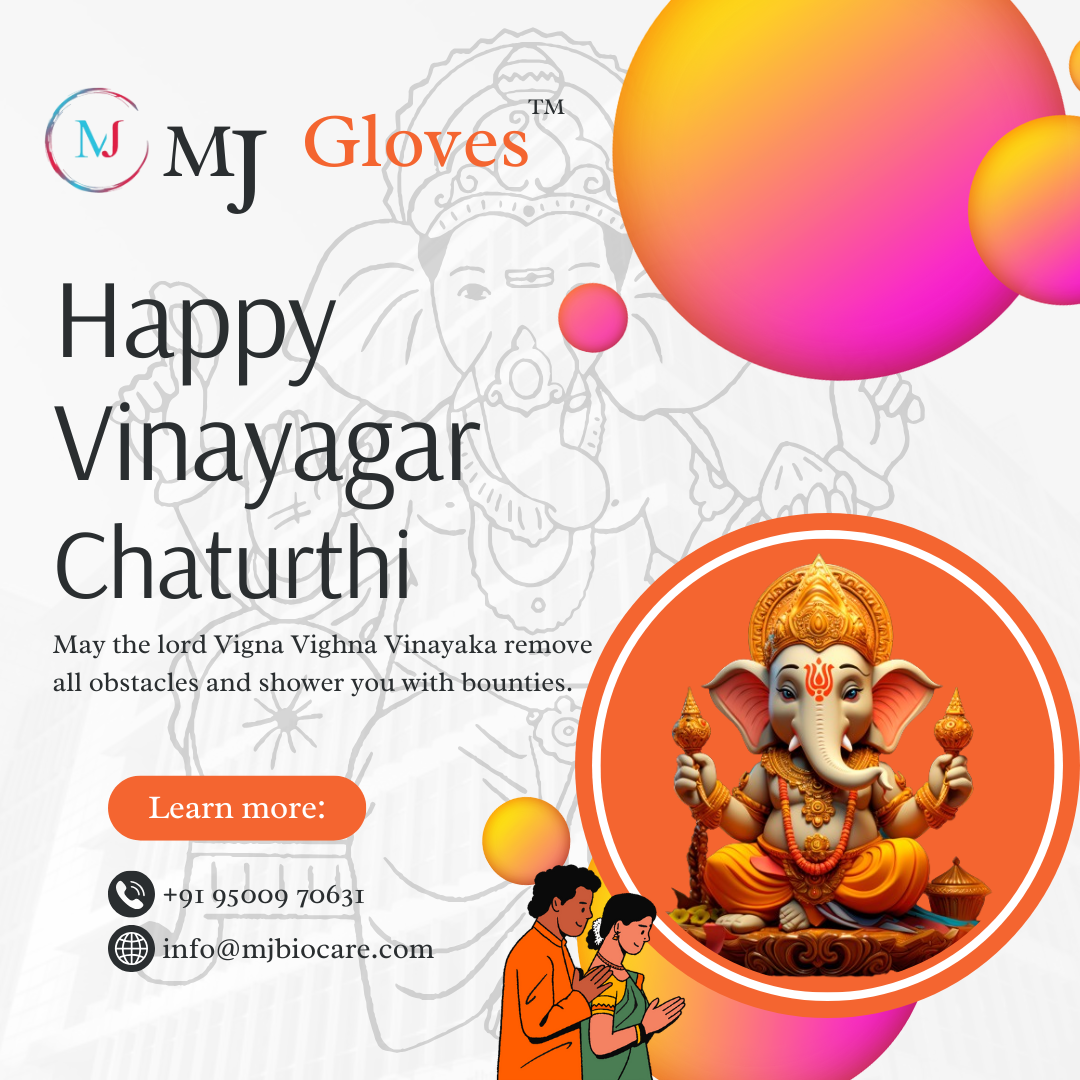 MJ
MJ Gloves™
Happy
Vinayagar
Chaturthi
May the lord Vigna Vighna Vinayaka remove
all obstacles and shower you with bounties.
Learn more:
+91 95009 70631
info@mjbiocare.com